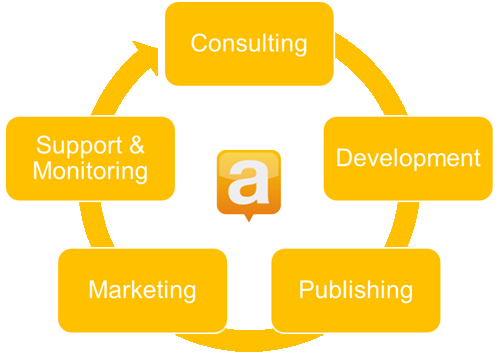 Consulting
Development
Publishing
Marketing
Support &
Monitoring
a